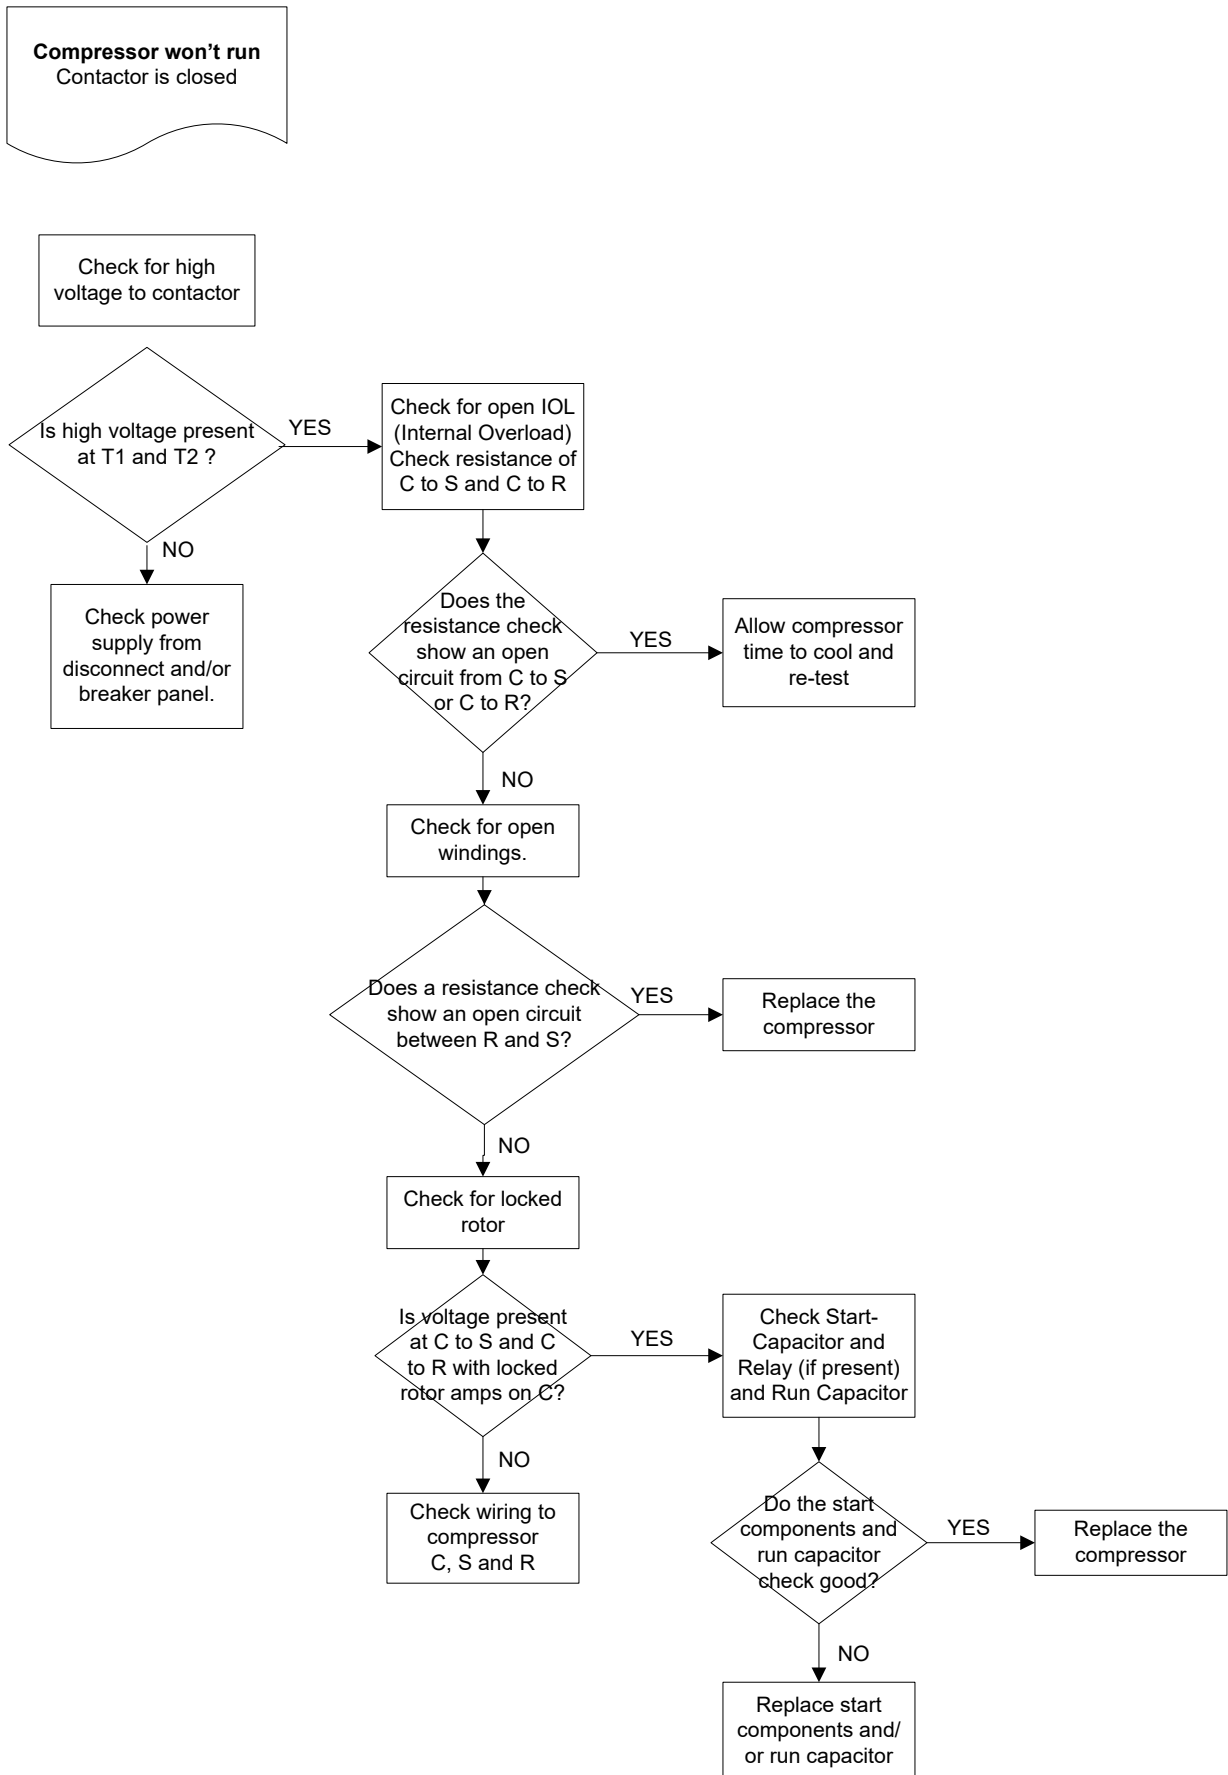 Compressor won’t run
Contactor is closed
Check for high
voltage to contactor
Is high voltage present
at T1 and T2 ?
YES
NO
Check power
supply from
disconnect and/or
breaker panel.
Check for open IOL
(Internal Overload)
Check resistance of
C to S and C to R
Does the
resistance check
show an open
circuit from C to S
or C to R?
YES
Allow compressor
time to cool and
re-test
NO
Check for open
windings.
Does a resistance check
show an open circuit
between R and S?
YES
Replace the
compressor
NO
Check for locked
rotor
Is voltage present
at C to S and C
to R with locked
rotor amps on C?
YES
NO
Check wiring to
compressor
C, S and R
Check Start-
Capacitor and
Relay (if present)
and Run Capacitor
Do the start
components and
run capacitor
check good?
YES
Replace the
compressor
NO
Replace start
components and/
or run capacitor